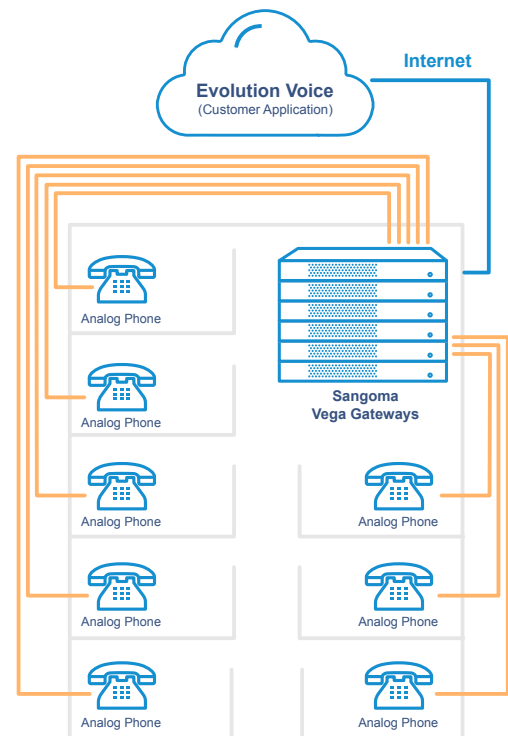 Internet
Evolution Voice
(Customer Application)
Analog Phone
Sangoma
Vega Gateways
Analog Phone
Analog Phone
Analog Phone
Analog Phone
Analog Phone
Analog Phone
Analog Phone